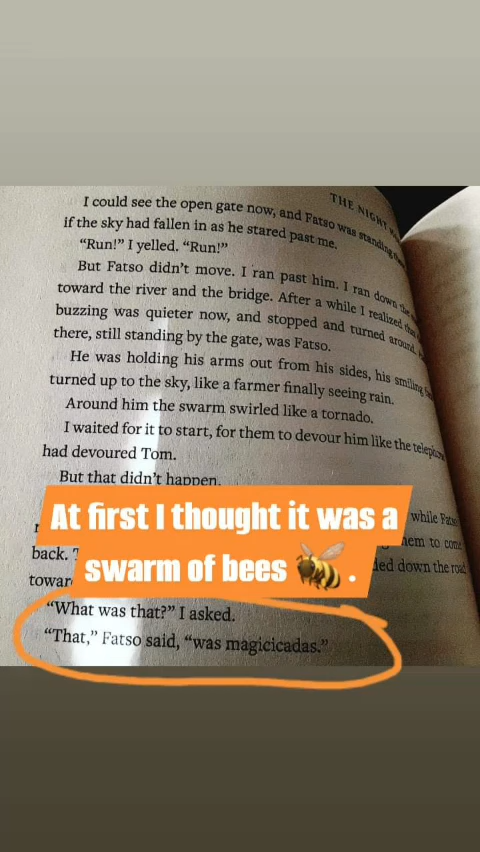 THE NIGHT
I could see the open gate now, and Fatso was standing
if the sky had fallen in as he stared past me.
“Run!” I yelled. “Run!”
But Fatso didn’t move. I ran past him. I ran down
toward the river and the bridge. After a while I realized
buzzing was quieter now, and stopped and turned around.
there, still standing by the gate, was Fatso.
He was holding his arms out from his sides, his smiling
turned up to the sky, like a farmer finally seeing rain.
Around him the swarm swirled like a tornado.
I waited for it to start, for them to devour him like the telephone
had devoured Tom.
But that didn’t happen.
At first I thought it was a
while
swarm of bees 🐝.
back.
to come
down the road
“What was that?” I asked.
“That,” Fatso said, “was magicicadas.”